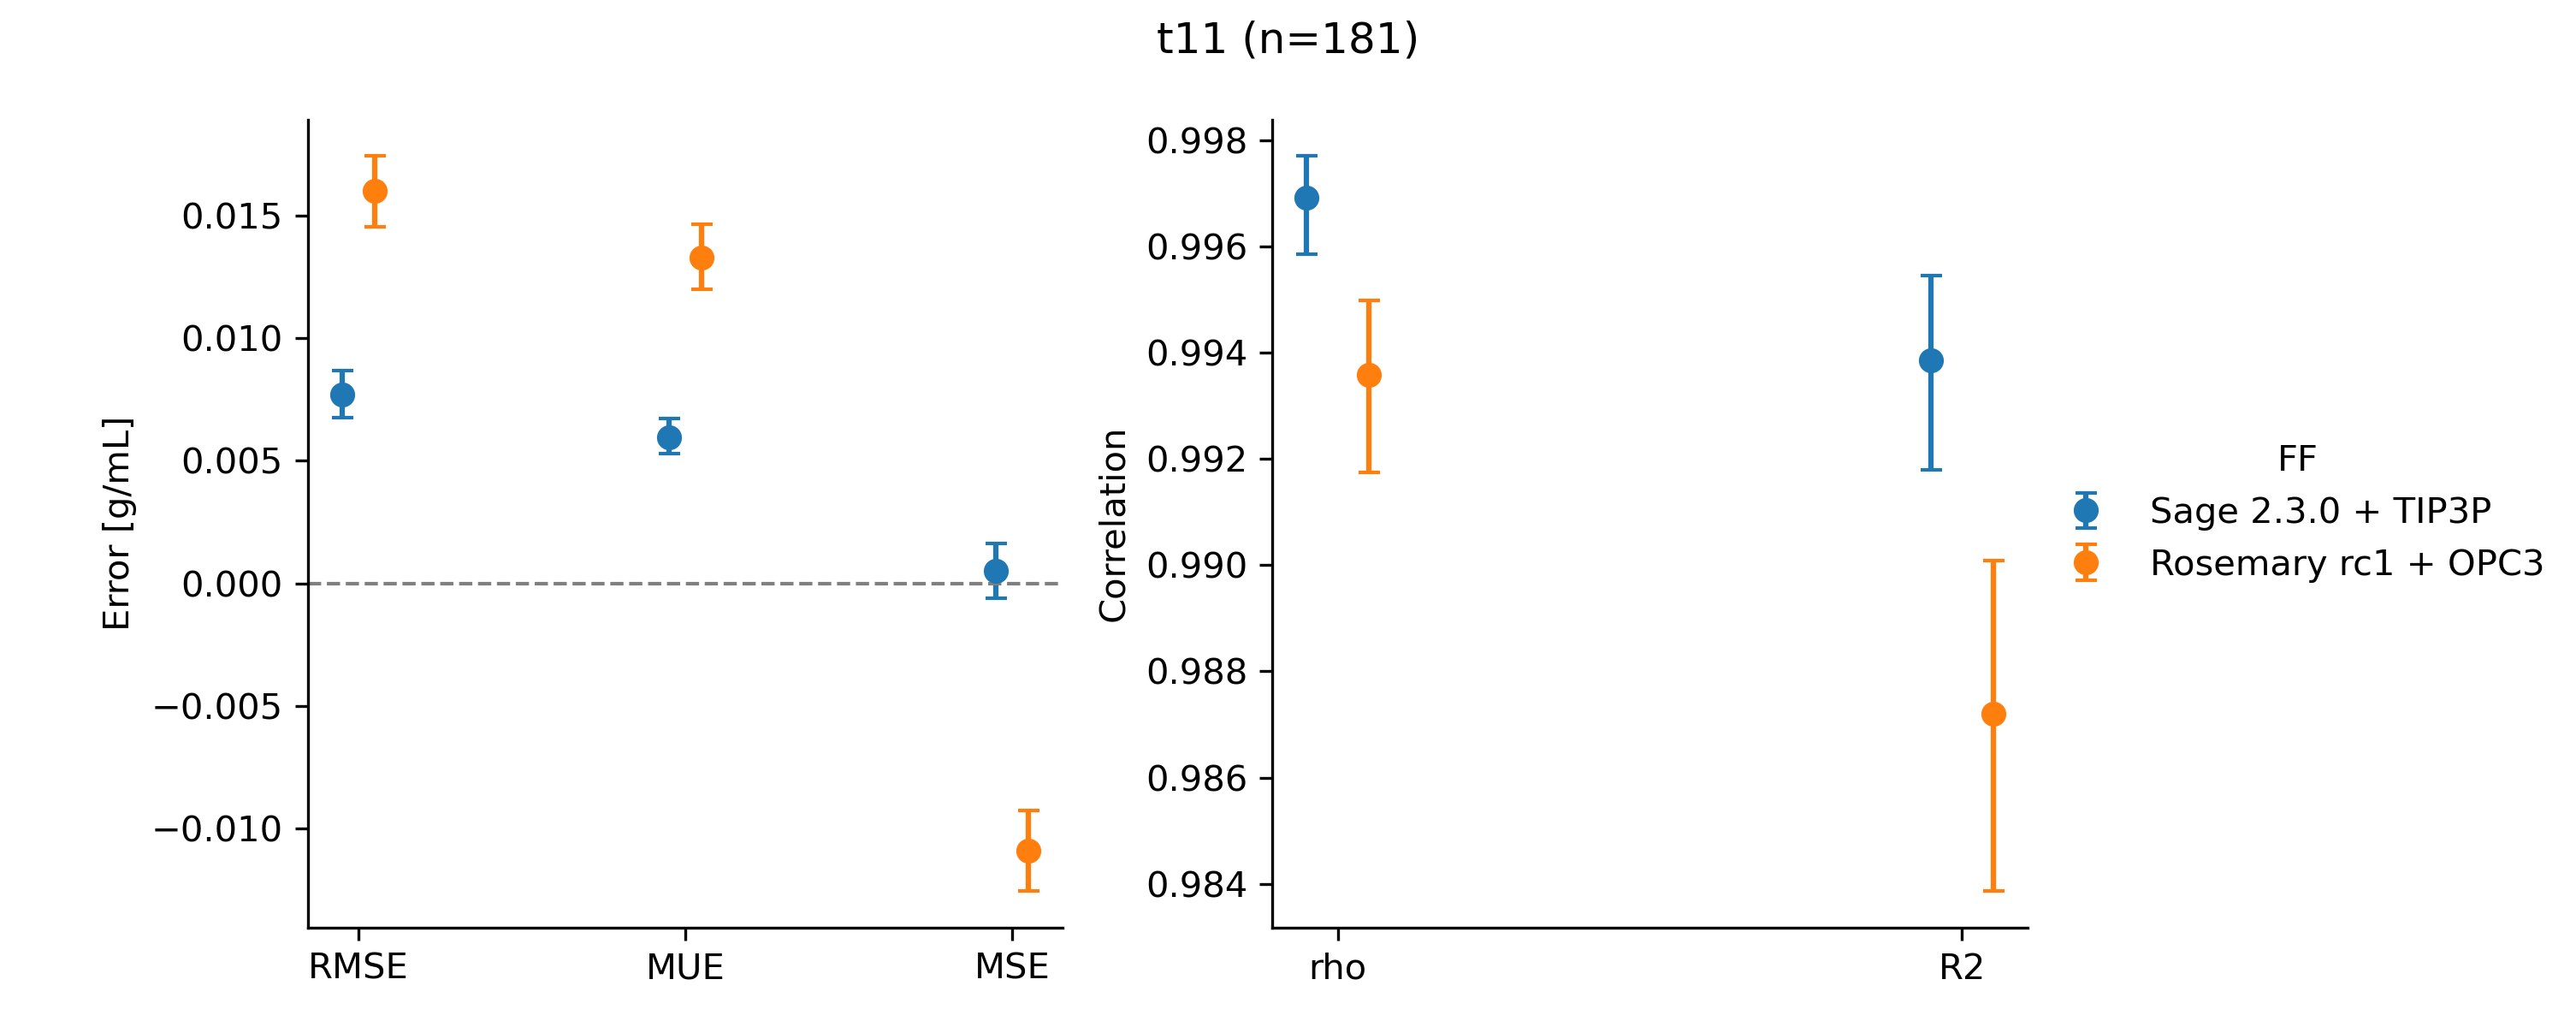 t11 (n=181)
Error [g/mL]
0.015
0.010
0.005
0.000
−0.005
−0.010
RMSE
MUE
MSE
Correlation
0.998
0.996
0.994
0.992
0.990
0.988
0.986
0.984
rho
R2
FF
Sage 2.3.0 + TIP3P
Rosemary rc1 + OPC3